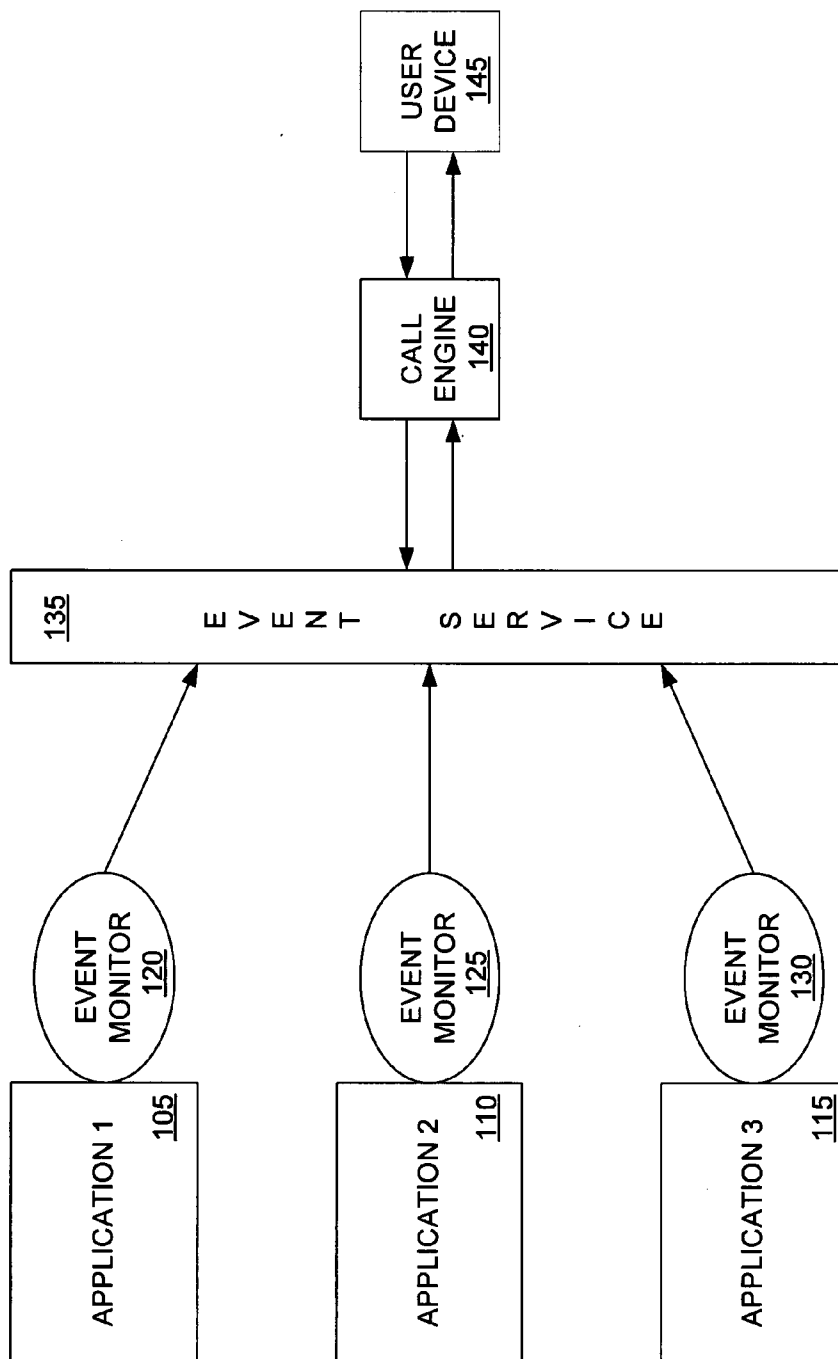 APPLICATION 1
105
EVENT
MONITOR
120
APPLICATION 2
110
EVENT
MONITOR
125
APPLICATION 3
115
EVENT
MONITOR
130
135
EVENT SERVICE
CALL
ENGINE
140
USER
DEVICE
145